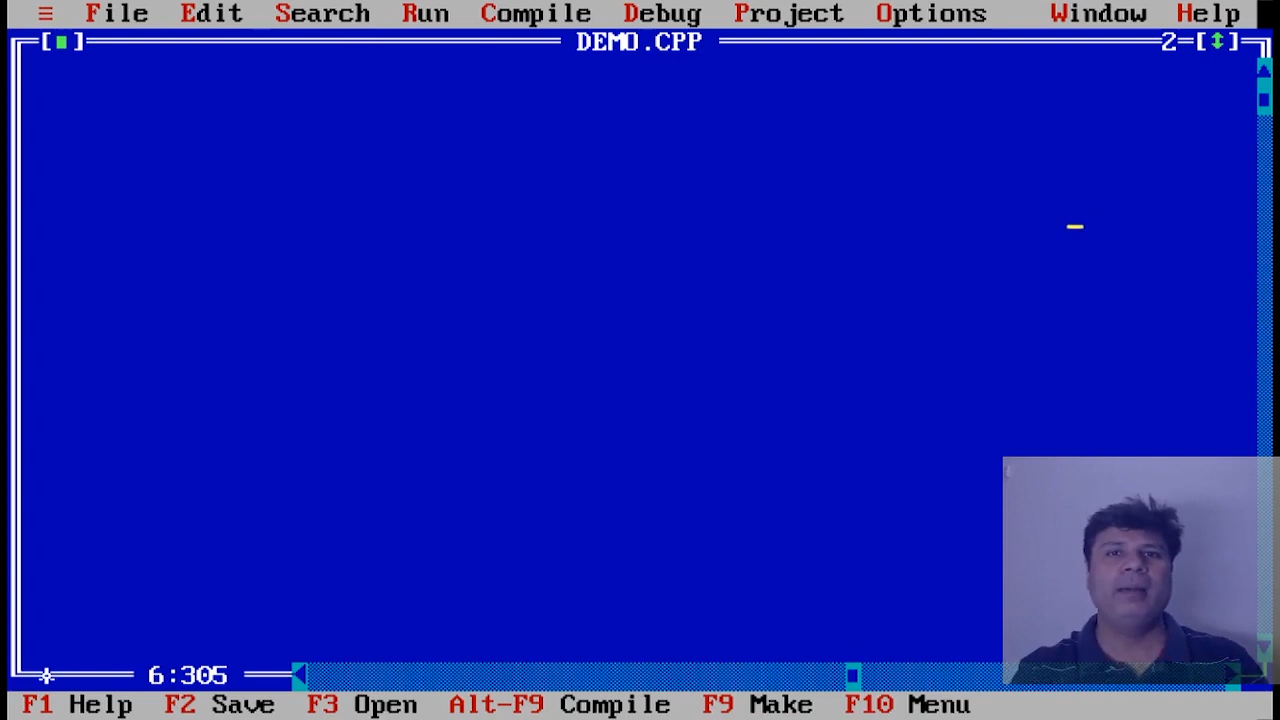 ≡ File Edit Search Run Compile Debug Project Options Window Help
[■] DEMO.CPP 2=[↕]
6:305
F1 Help F2 Save F3 Open Alt-F9 Compile F9 Make F10 Menu